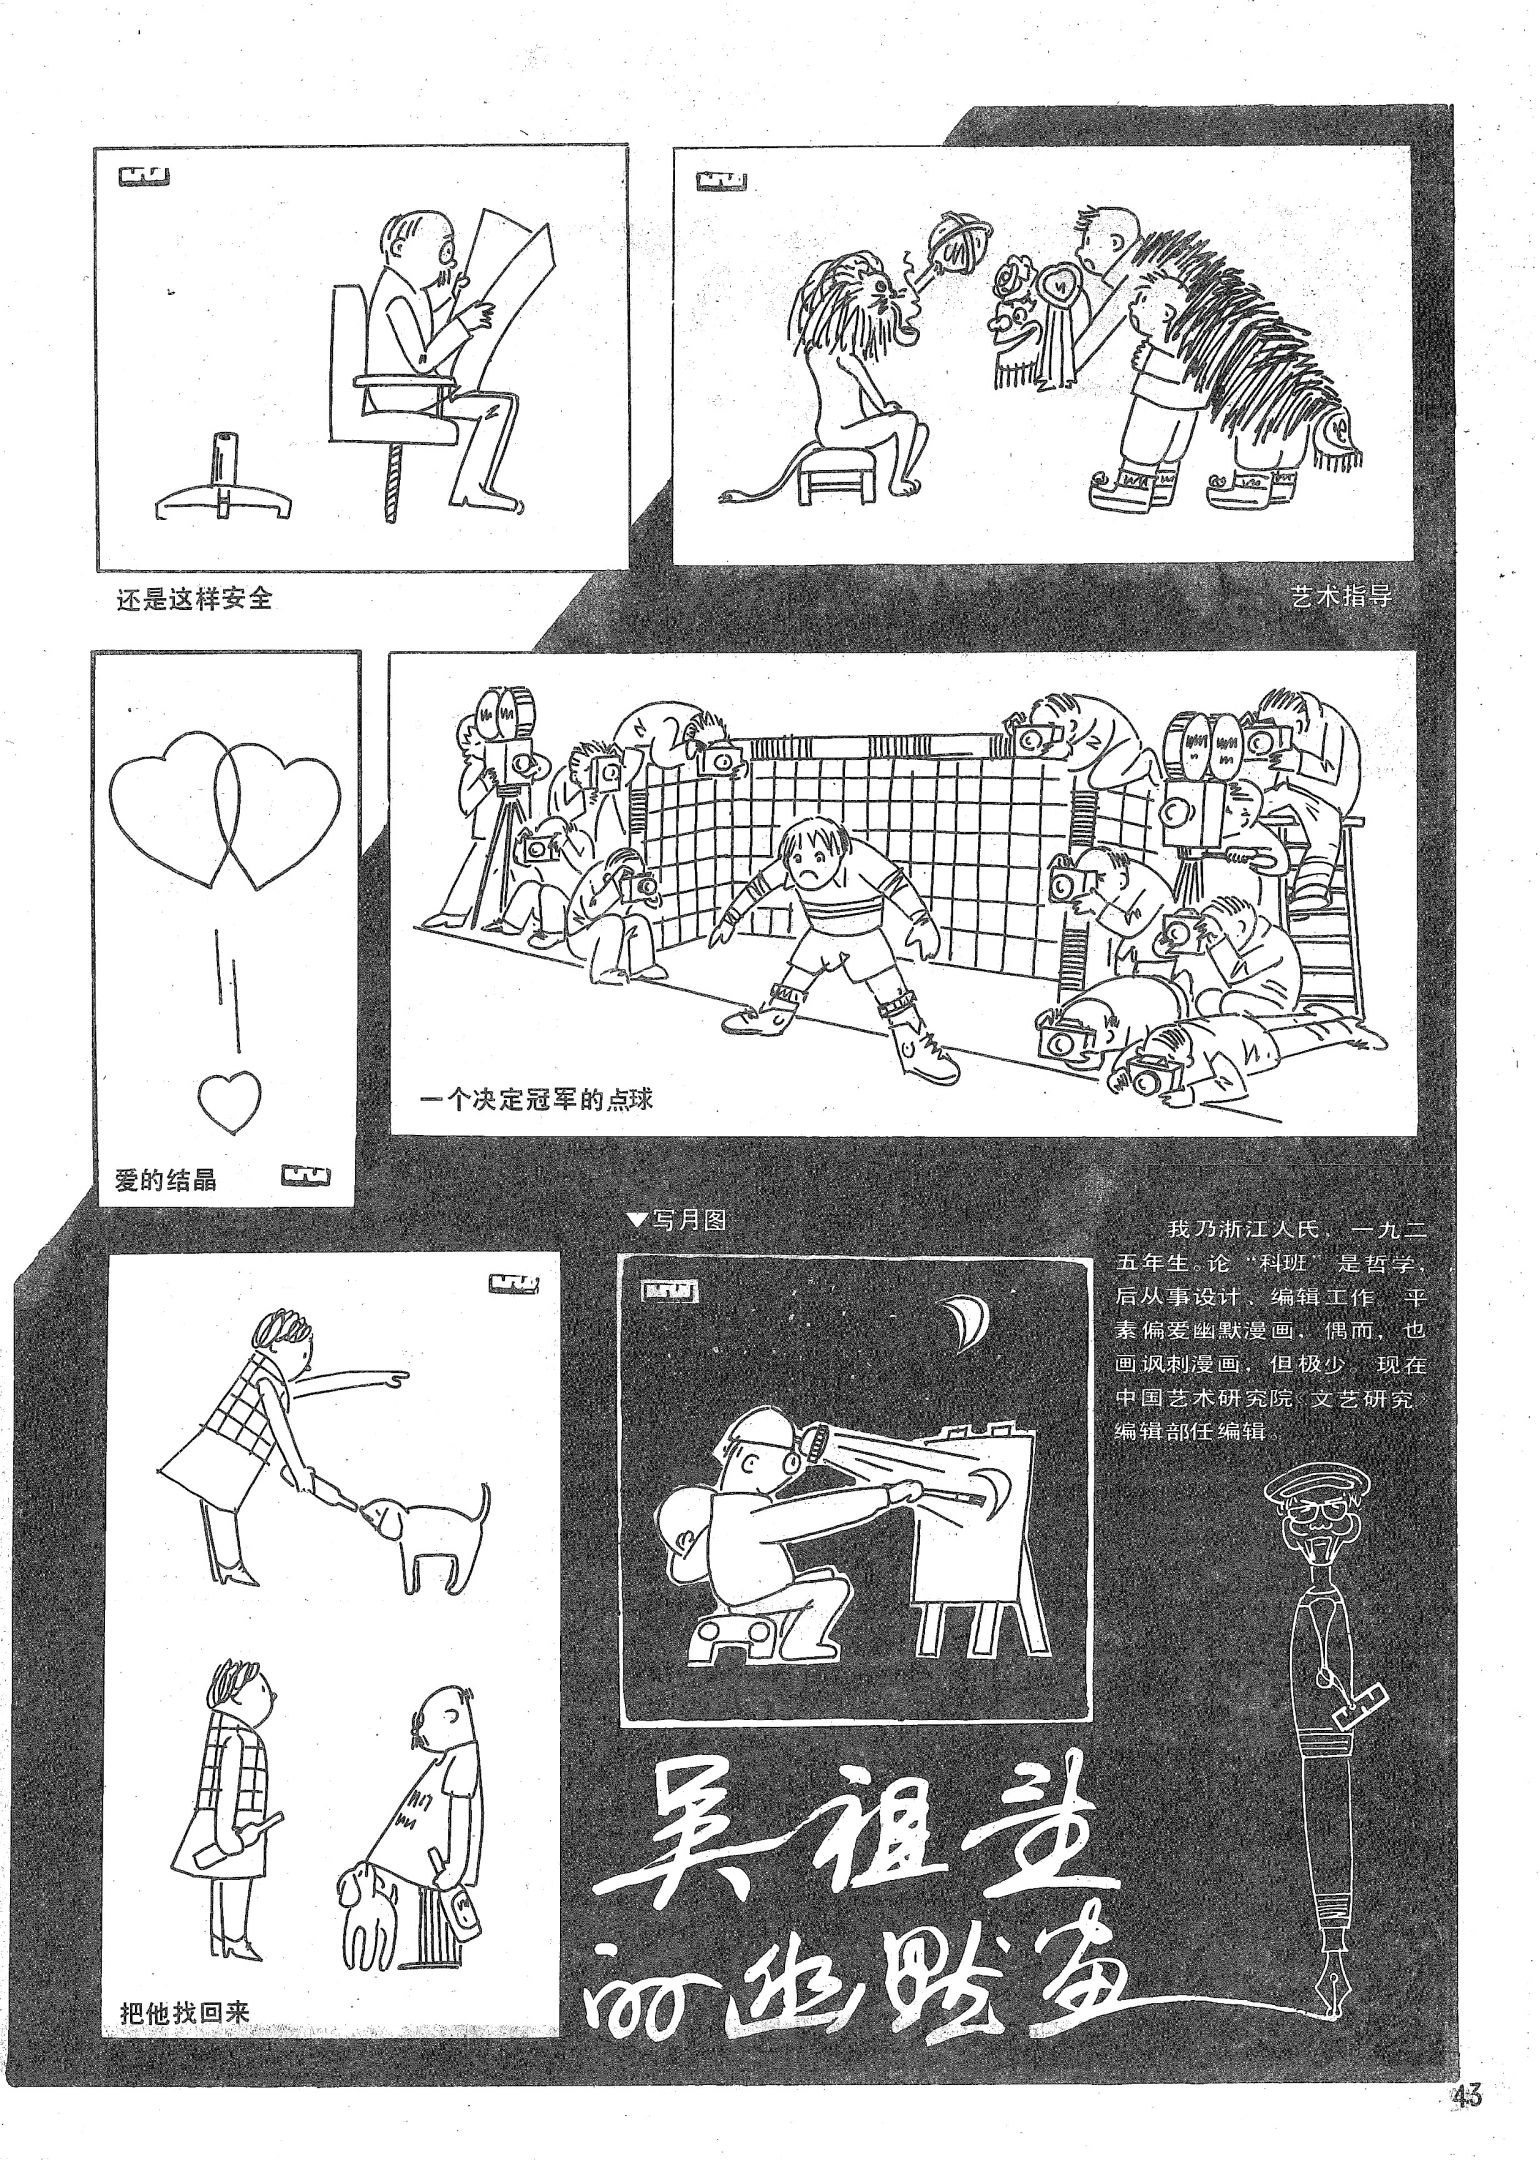 还是这样安全
艺术指导
一个决定冠军的点球
爱的结晶
▼写月图
我乃浙江人氏，一九二
五年生。论“科班”是哲学，
后从事设计、编辑工作 平
素偏爱幽默漫画，偶而，也
画讽刺漫画，但极少 现在
中国艺术研究院《文艺研究》
编辑部任编辑。
把他找回来
吴祖望
的幽默画
43